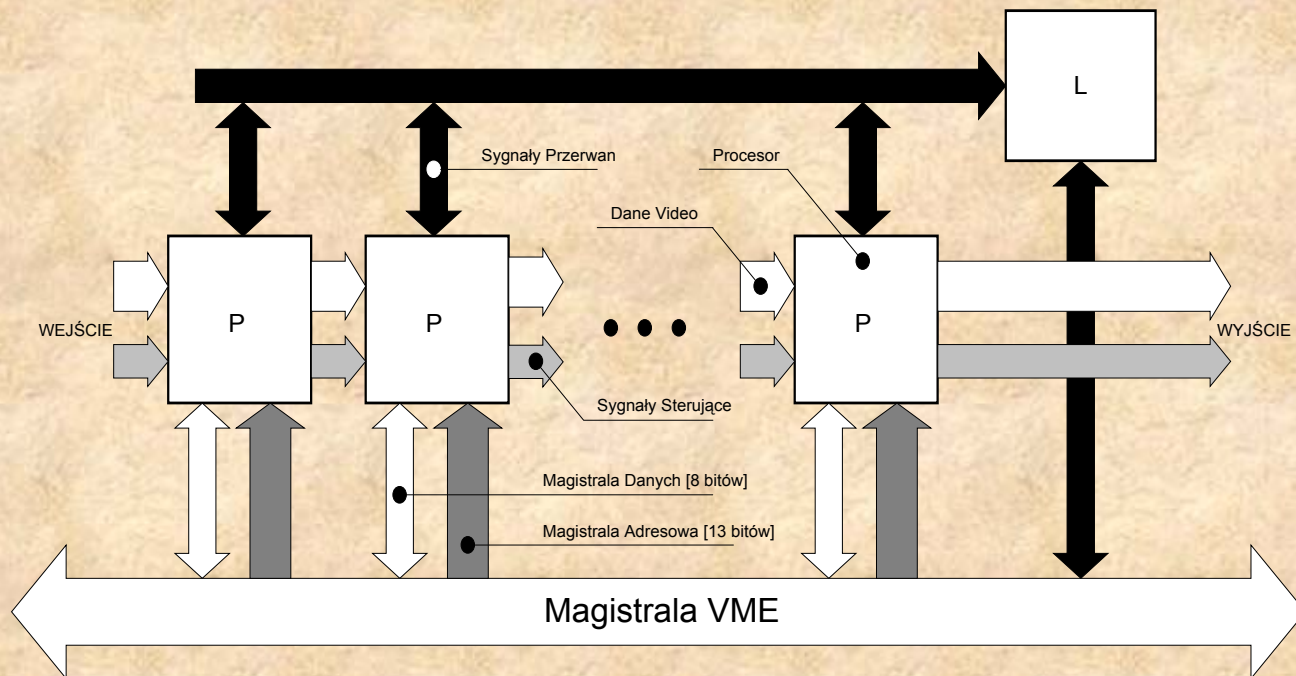 L
Sygnały Przerwan
Procesor
Dane Video
WEJŚCIE
P
P
P
WYJŚCIE
Sygnały Sterujące
Magistrala Danych [8 bitów]
Magistrala Adresowa [13 bitów]
Magistrala VME